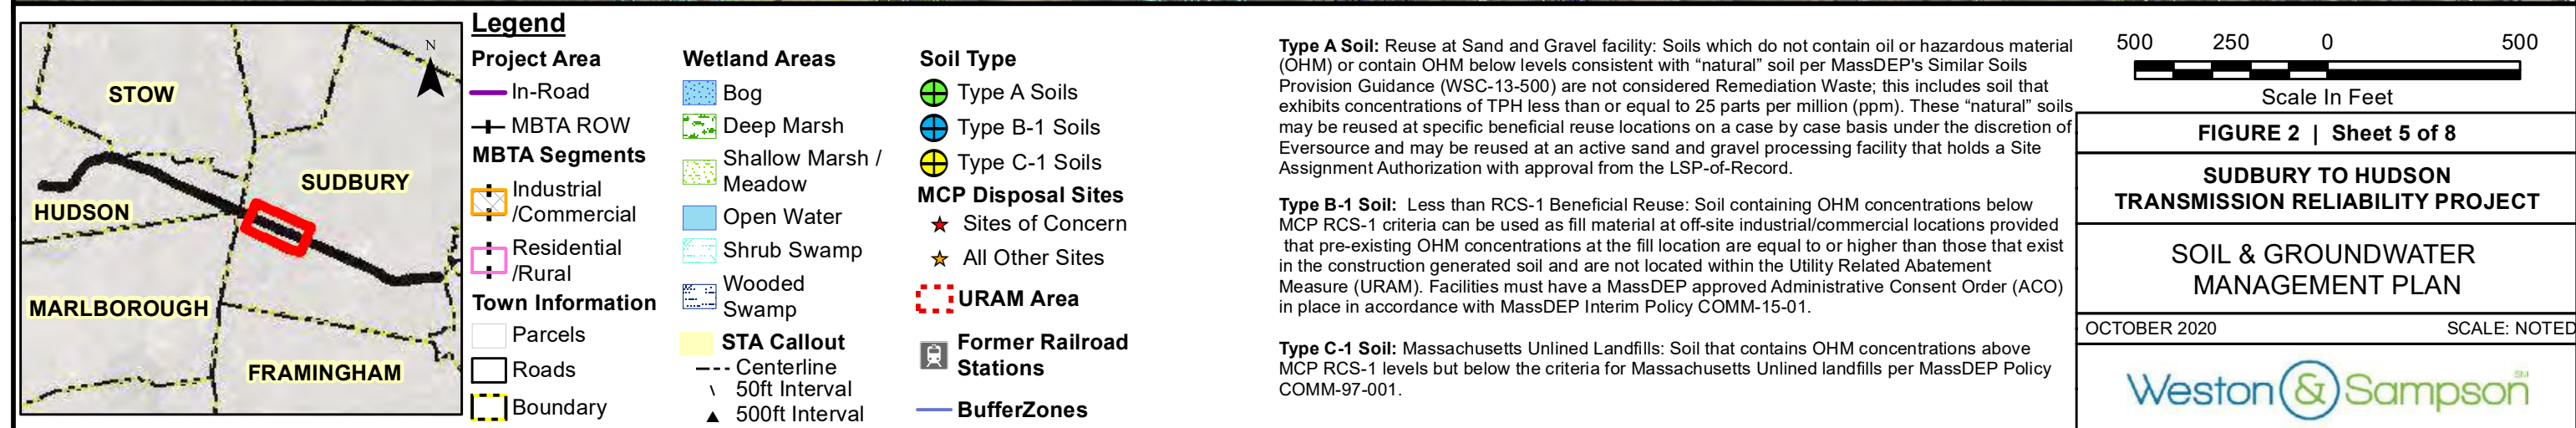 N
STOW
SUDBURY
HUDSON
MARLBOROUGH
FRAMINGHAM
Legend
Project Area
In-Road
MBTA ROW
MBTA Segments
Industrial
/Commercial
Residential
/Rural
Town Information
Parcels
Roads
Boundary
Wetland Areas
Bog
Deep Marsh
Shallow Marsh /
Meadow
Open Water
Shrub Swamp
Wooded
Swamp
STA Callout
Centerline
50ft Interval
500ft Interval
Soil Type
Type A Soils
Type B-1 Soils
Type C-1 Soils
MCP Disposal Sites
Sites of Concern
All Other Sites
URAM Area
Former Railroad
Stations
BufferZones
Type A Soil: Reuse at Sand and Gravel facility: Soils which do not contain oil or hazardous material
(OHM) or contain OHM below levels consistent with “natural” soil per MassDEP's Similar Soils
Provision Guidance (WSC-13-500) are not considered Remediation Waste; this includes soil that
exhibits concentrations of TPH less than or equal to 25 parts per million (ppm). These “natural” soils
may be reused at specific beneficial reuse locations on a case by case basis under the discretion of
Eversource and may be reused at an active sand and gravel processing facility that holds a Site
Assignment Authorization with approval from the LSP-of-Record.
Type B-1 Soil: Less than RCS-1 Beneficial Reuse: Soil containing OHM concentrations below
MCP RCS-1 criteria can be used as fill material at off-site industrial/commercial locations provided
that pre-existing OHM concentrations at the fill location are equal to or higher than those that exist
in the construction generated soil and are not located within the Utility Related Abatement
Measure (URAM). Facilities must have a MassDEP approved Administrative Consent Order (ACO)
in place in accordance with MassDEP Interim Policy COMM-15-01.
Type C-1 Soil: Massachusetts Unlined Landfills: Soil that contains OHM concentrations above
MCP RCS-1 levels but below the criteria for Massachusetts Unlined landfills per MassDEP Policy
COMM-97-001.
500 250 0 500
Scale In Feet
FIGURE 2 | Sheet 5 of 8
SUDBURY TO HUDSON
TRANSMISSION RELIABILITY PROJECT
SOIL & GROUNDWATER
MANAGEMENT PLAN
OCTOBER 2020 SCALE: NOTED
Weston & Sampson SM